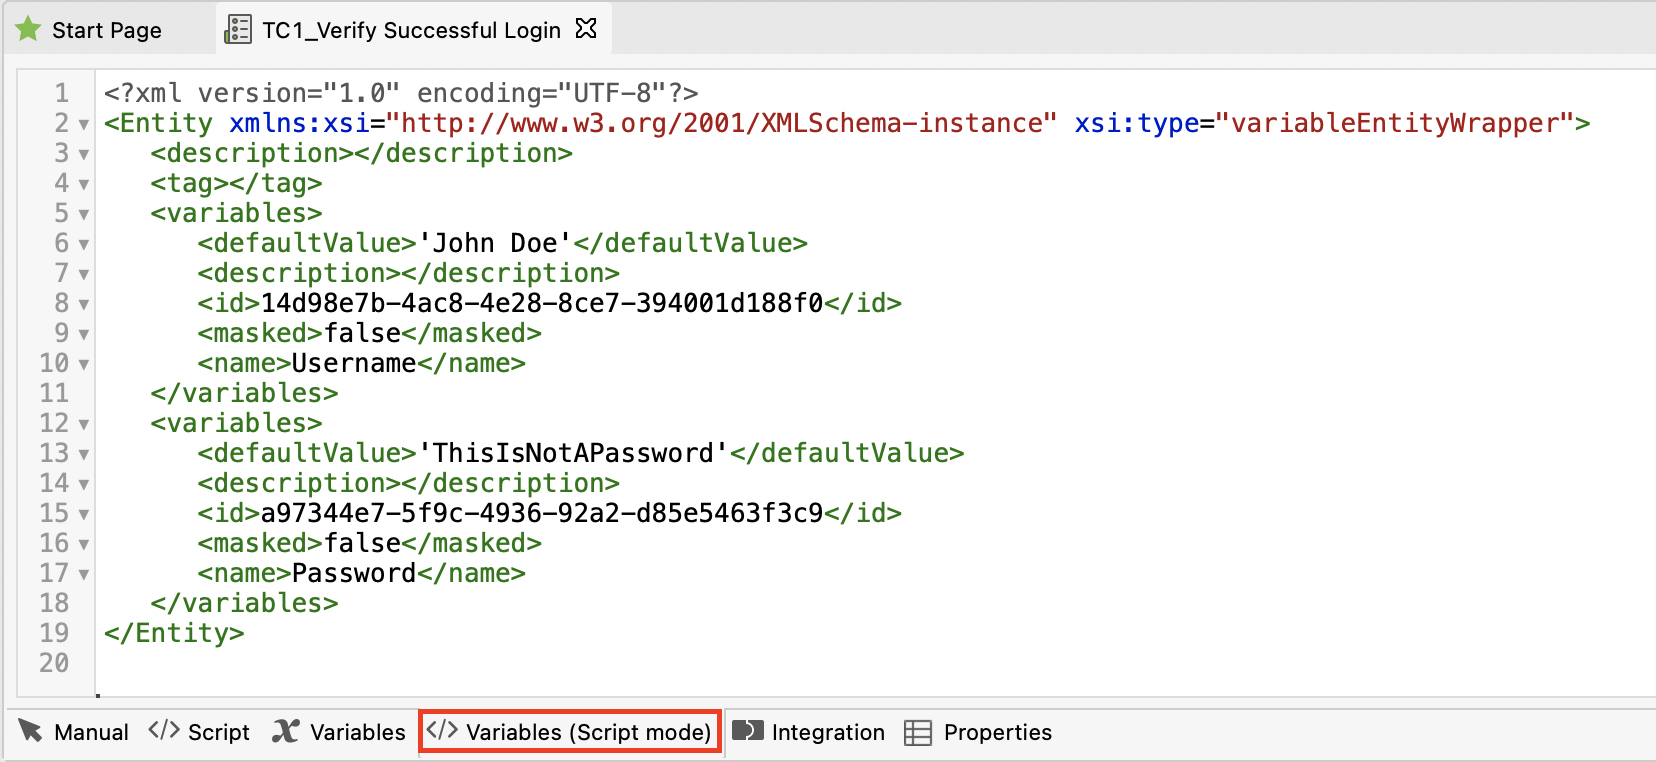 Start Page TC1_Verify Successful Login
1 <?xml version="1.0" encoding="UTF-8"?>
2 <Entity xmlns:xsi="http://www.w3.org/2001/XMLSchema-instance" xsi:type="variableEntityWrapper">
3 <description></description>
4 <tag></tag>
5 <variables>
6 <defaultValue>'John Doe'</defaultValue>
7 <description></description>
8 <id>14d98e7b-4ac8-4e28-8ce7-394001d188f0</id>
9 <masked>false</masked>
10 <name>Username</name>
11 </variables>
12 <variables>
13 <defaultValue>'ThisIsNotAPassword'</defaultValue>
14 <description></description>
15 <id>a97344e7-5f9c-4936-92a2-d85e5463f3c9</id>
16 <masked>false</masked>
17 <name>Password</name>
18 </variables>
19 </Entity>
20
Manual </> Script x Variables </> Variables (Script mode) Integration Properties